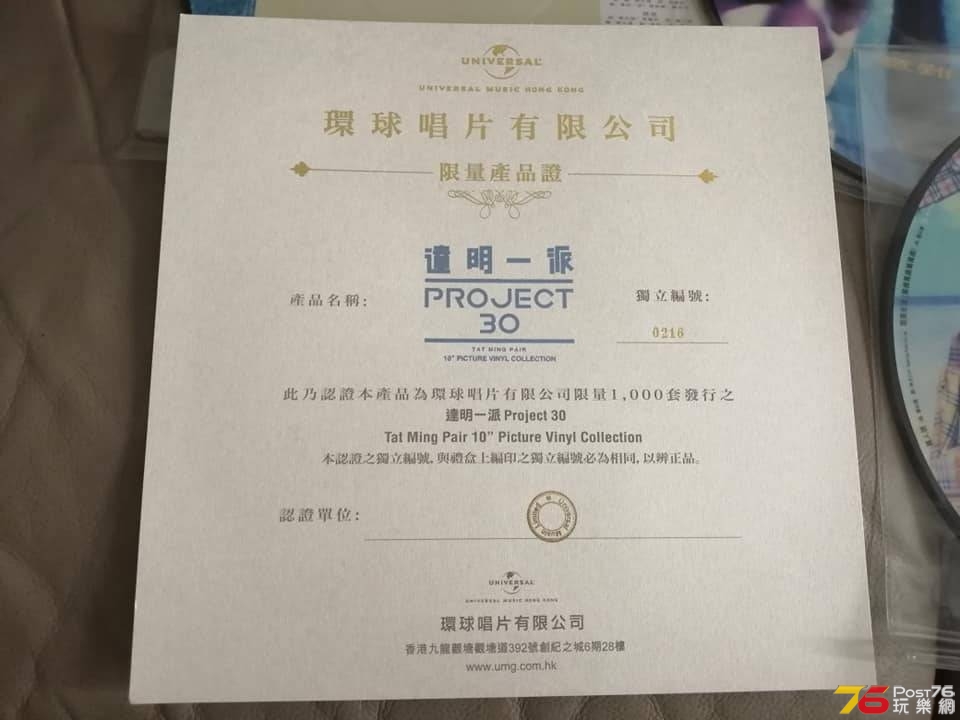 UNIVERSAL
UNIVERSAL MUSIC HONG KONG
環球唱片有限公司
限量產品證
達明一派
產品名稱:
PROJECT
30
獨立編號:
0216
TAT MING PAIR
10" PICTURE VINYL COLLECTION
此乃認證本產品為環球唱片有限公司限量1,000套發行之
達明一派 Project 30
Tat Ming Pair 10” Picture Vinyl Collection
本認證之獨立編號, 與禮盒上編印之獨立編號必為相同, 以辨正品。
認證單位:
Universal Music Limited
UNIVERSAL
UNIVERSAL MUSIC HONG KONG
環球唱片有限公司
香港九龍觀塘觀塘道392號創紀之城6期28樓
www.umg.com.hk
76 Post76
玩樂網